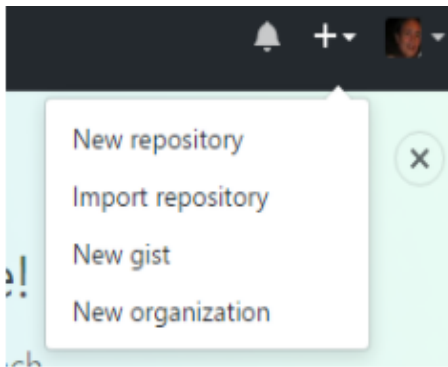 New repository
Import repository
New gist
e!
New organization